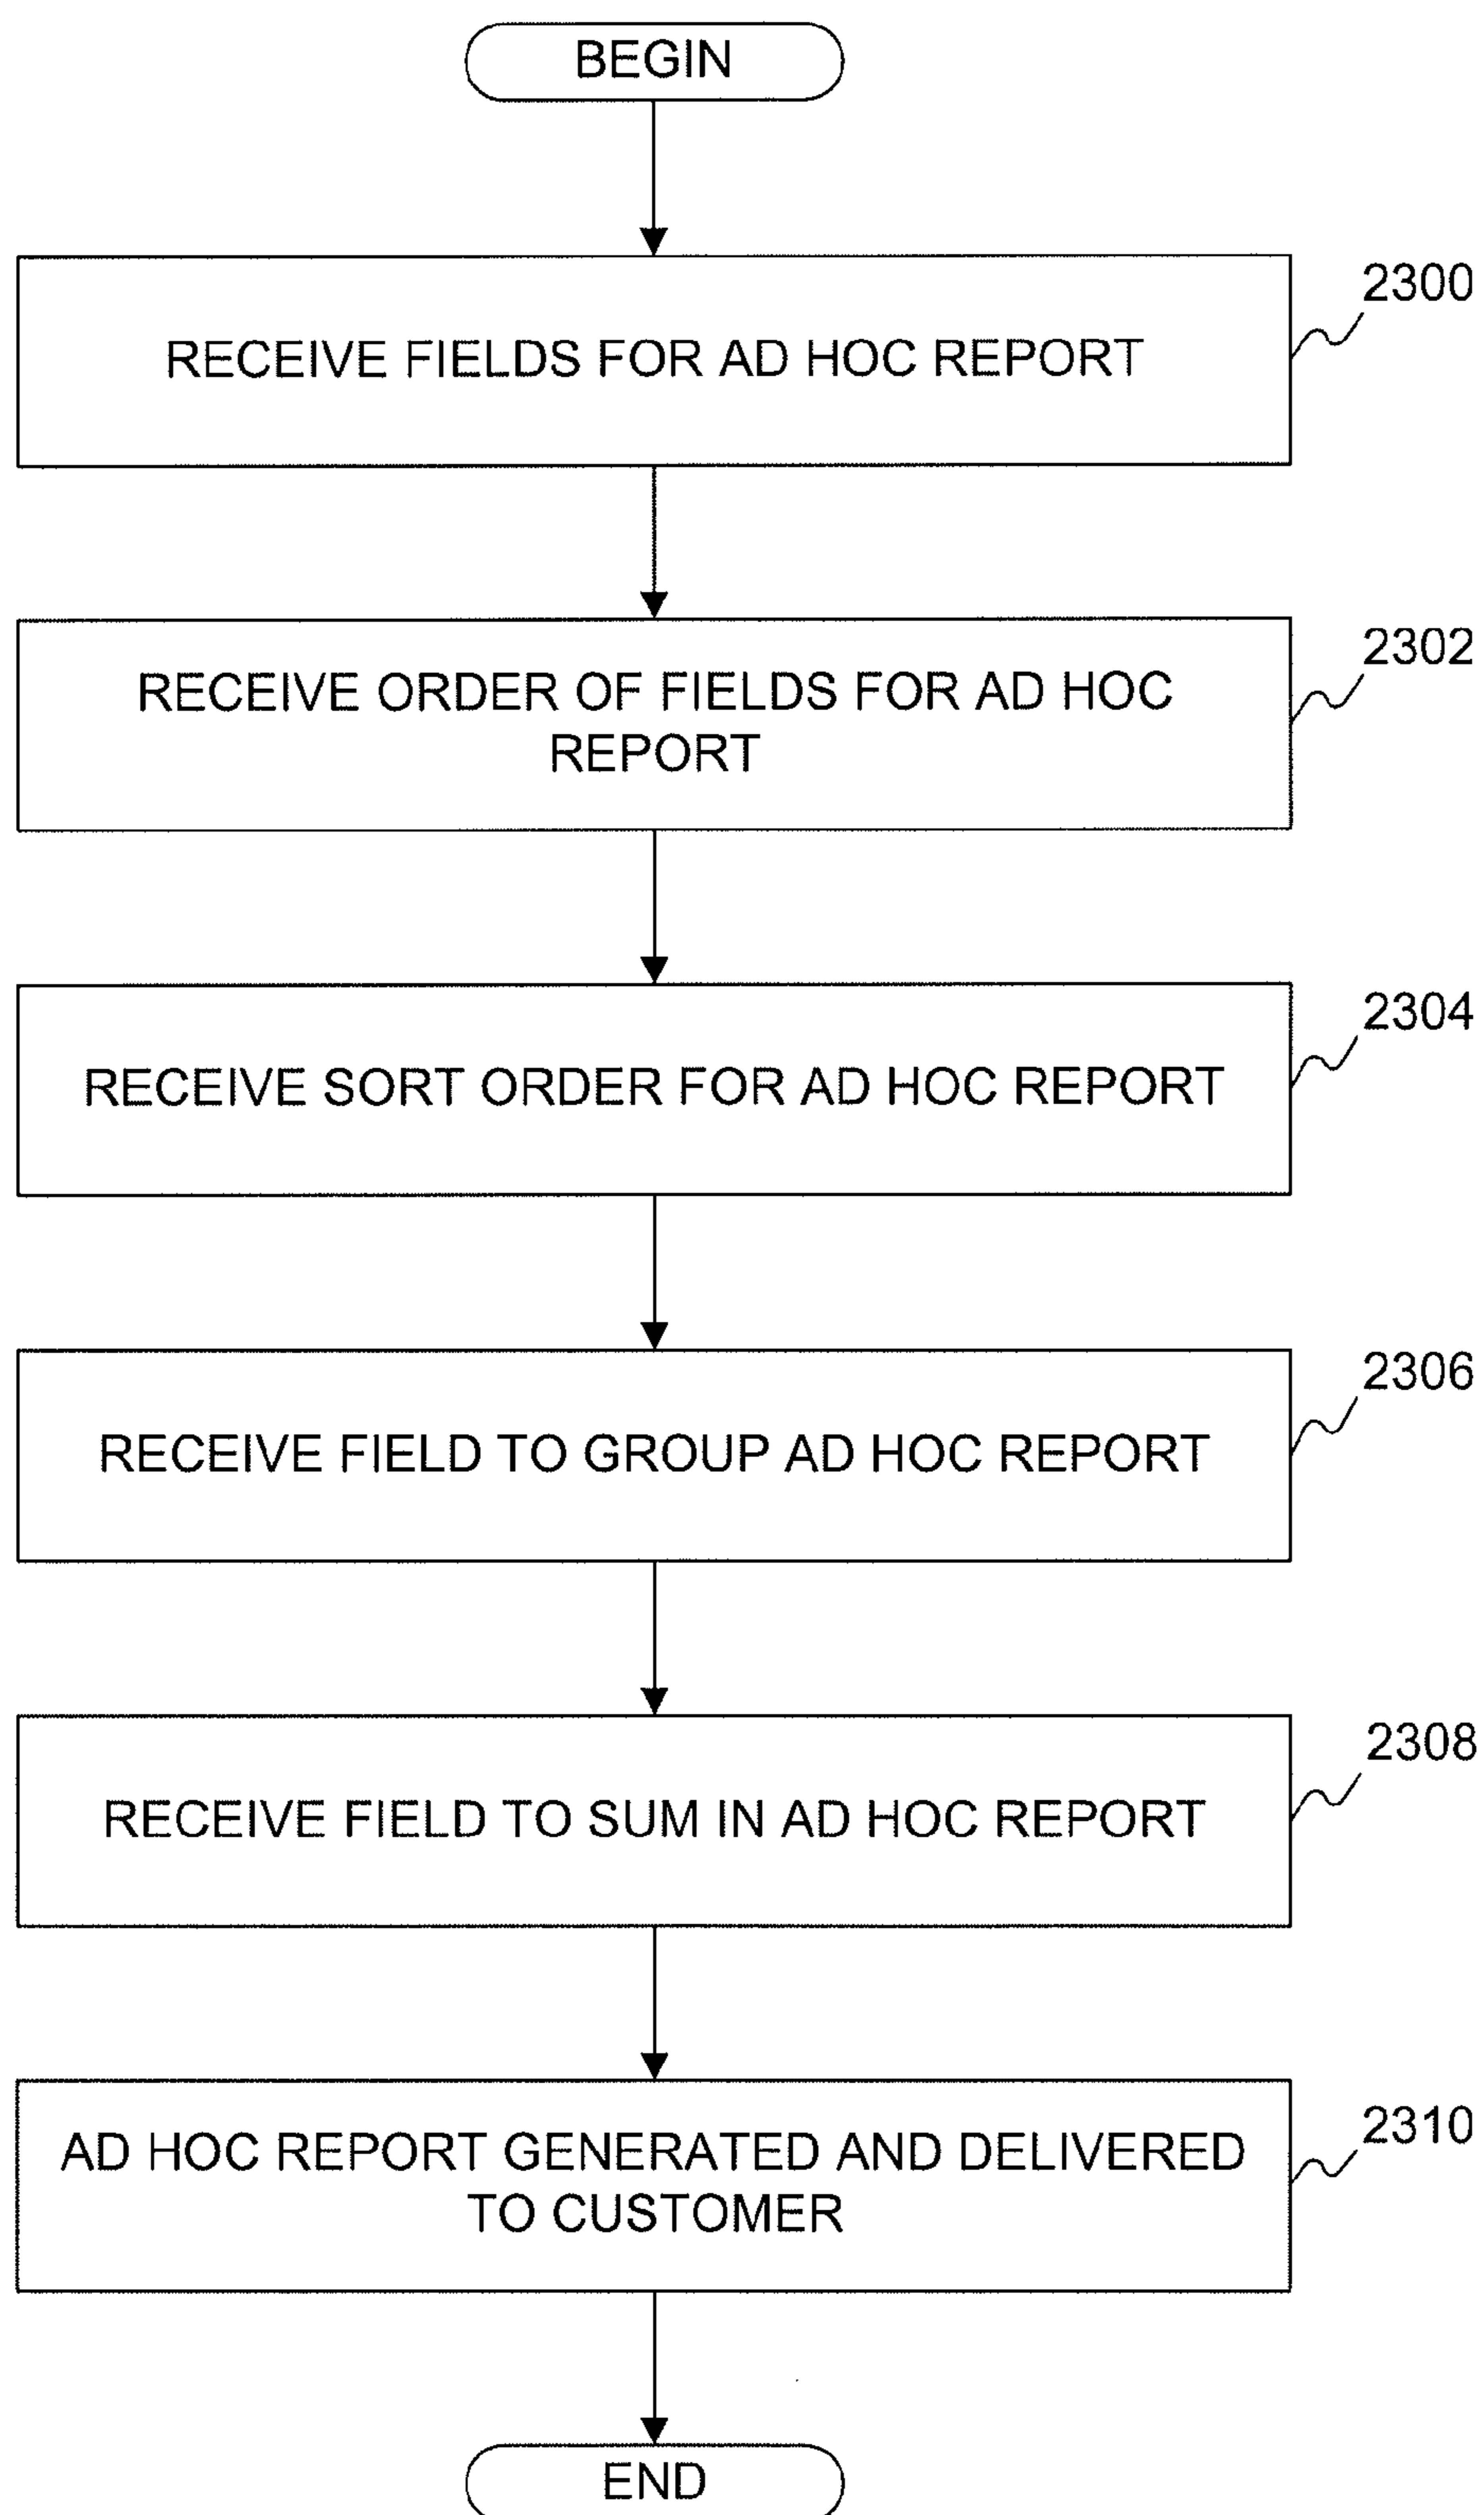 BEGIN
2300
RECEIVE FIELDS FOR AD HOC REPORT
2302
RECEIVE ORDER OF FIELDS FOR AD HOC
REPORT
2304
RECEIVE SORT ORDER FOR AD HOC REPORT
2306
RECEIVE FIELD TO GROUP AD HOC REPORT
2308
RECEIVE FIELD TO SUM IN AD HOC REPORT
2310
AD HOC REPORT GENERATED AND DELIVERED
TO CUSTOMER
END